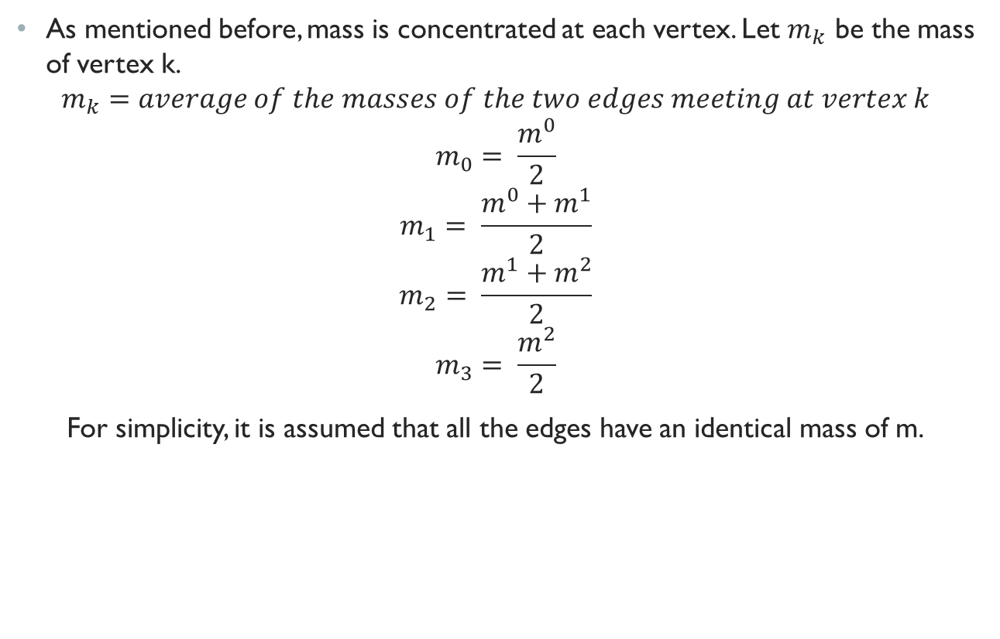 • As mentioned before, mass is concentrated at each vertex. Let $m_k$ be the mass
of vertex k.
$m_k = average\ of\ the\ masses\ of\ the\ two\ edges\ meeting\ at\ vertex\ k$
$m_0 = \frac{m^0}{2}$
$m_1 = \frac{m^0 + m^1}{2}$
$m_2 = \frac{m^1 + m^2}{2}$
$m_3 = \frac{m^2}{2}$
For simplicity, it is assumed that all the edges have an identical mass of m.